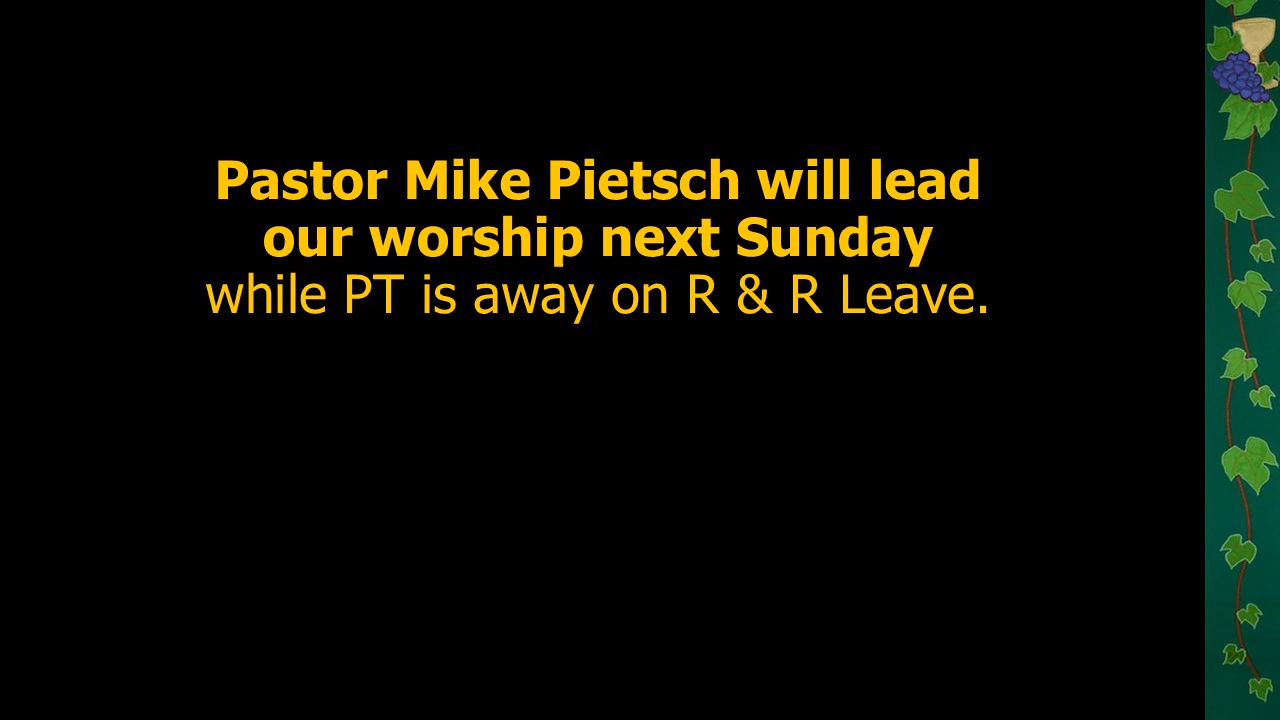 Pastor Mike Pietsch will lead
our worship next Sunday
while PT is away on R & R Leave.